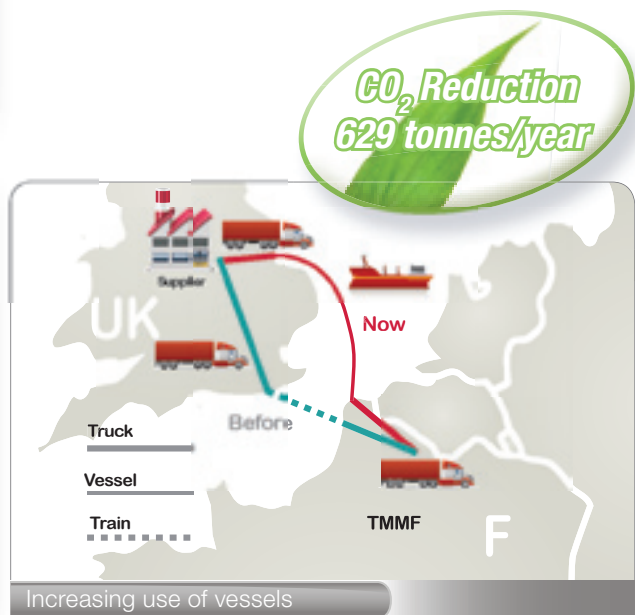 CO2 Reduction
629 tonnes/year
Supplier
UK
Now
Before
Truck
Vessel
Train
TMMF
F
Increasing use of vessels